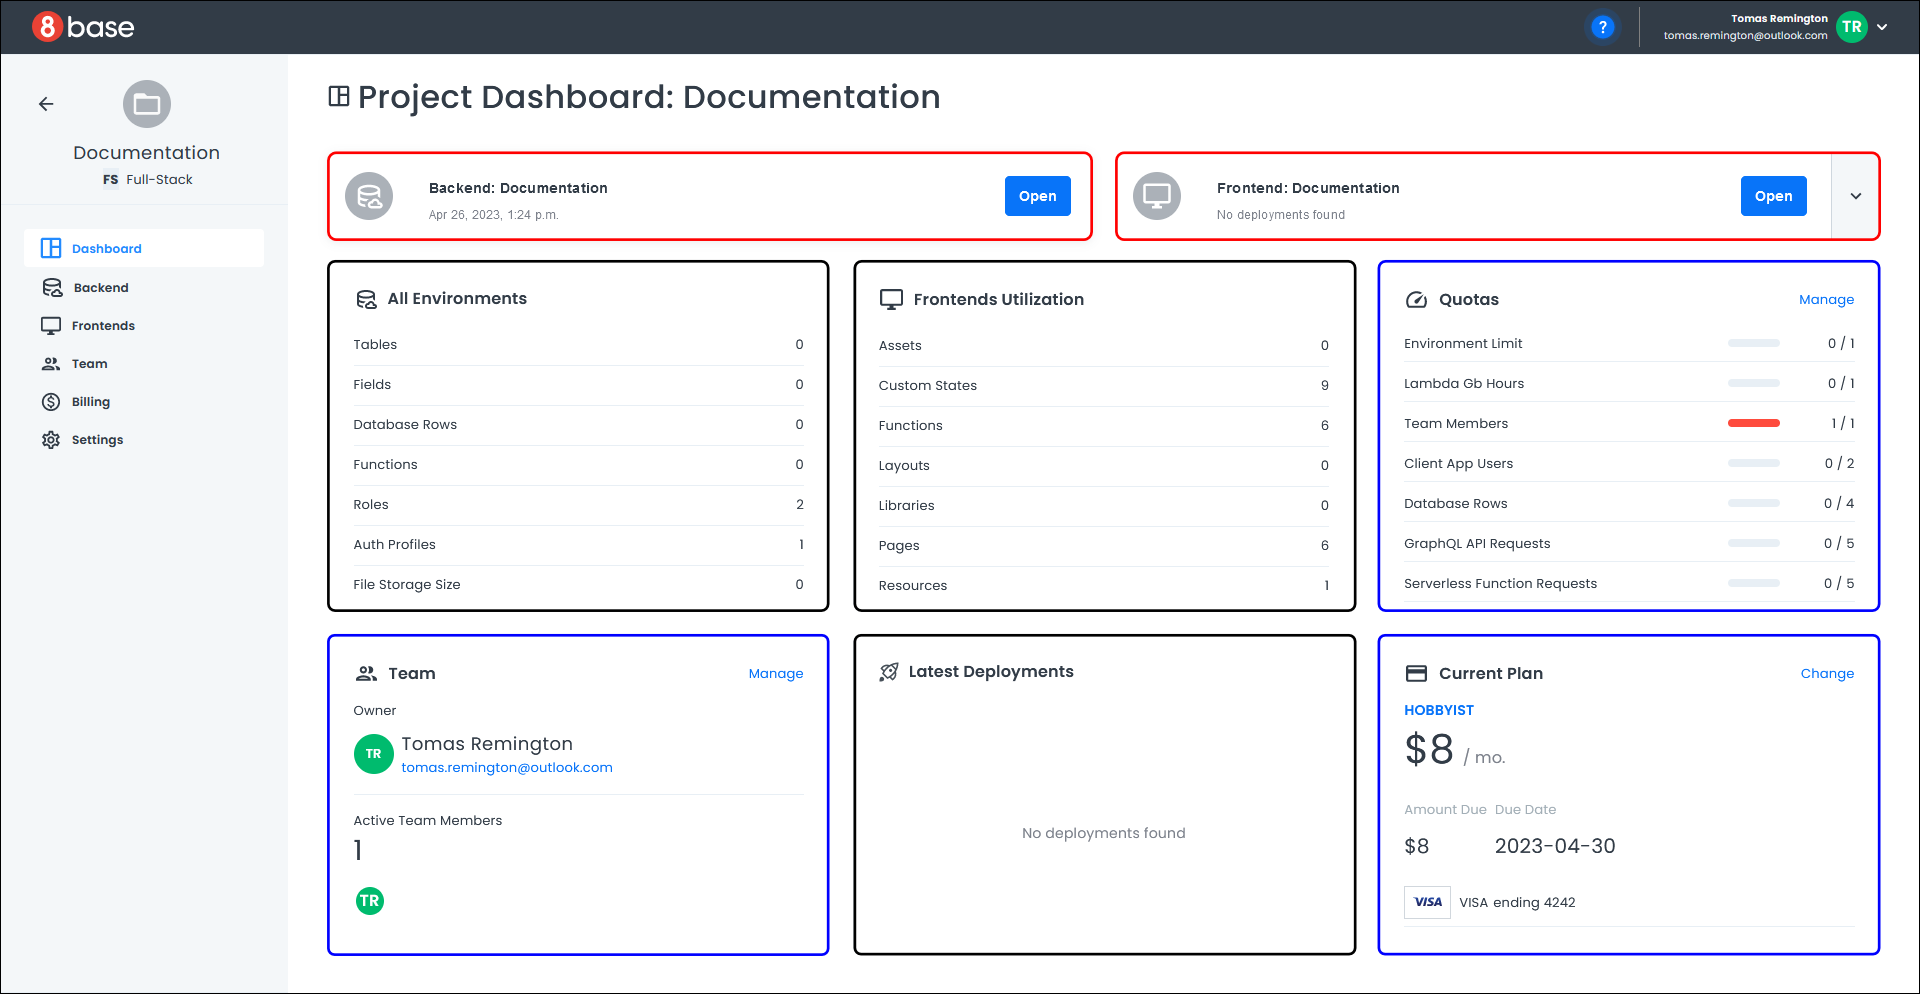 8base
?
Tomas Remington
tomas.remington@outlook.com
TR
Documentation
FS Full-Stack
Dashboard
Backend
Frontends
Team
Billing
Settings
Project Dashboard: Documentation
Backend: Documentation
Apr 26, 2023, 1:24 p.m.
Open
Frontend: Documentation
No deployments found
Open
All Environments
Tables 0
Fields 0
Database Rows 0
Functions 0
Roles 2
Auth Profiles 1
File Storage Size 0
Frontends Utilization
Assets 0
Custom States 9
Functions 6
Layouts 0
Libraries 0
Pages 6
Resources 1
Quotas Manage
Environment Limit 0 / 1
Lambda Gb Hours 0 / 1
Team Members 1 / 1
Client App Users 0 / 2
Database Rows 0 / 4
GraphQL API Requests 0 / 5
Serverless Function Requests 0 / 5
Team Manage
Owner
TR
Tomas Remington
tomas.remington@outlook.com
Active Team Members
1
TR
Latest Deployments
No deployments found
Current Plan Change
HOBBYIST
$8 / mo.
Amount Due Due Date
$8 2023-04-30
VISA VISA ending 4242